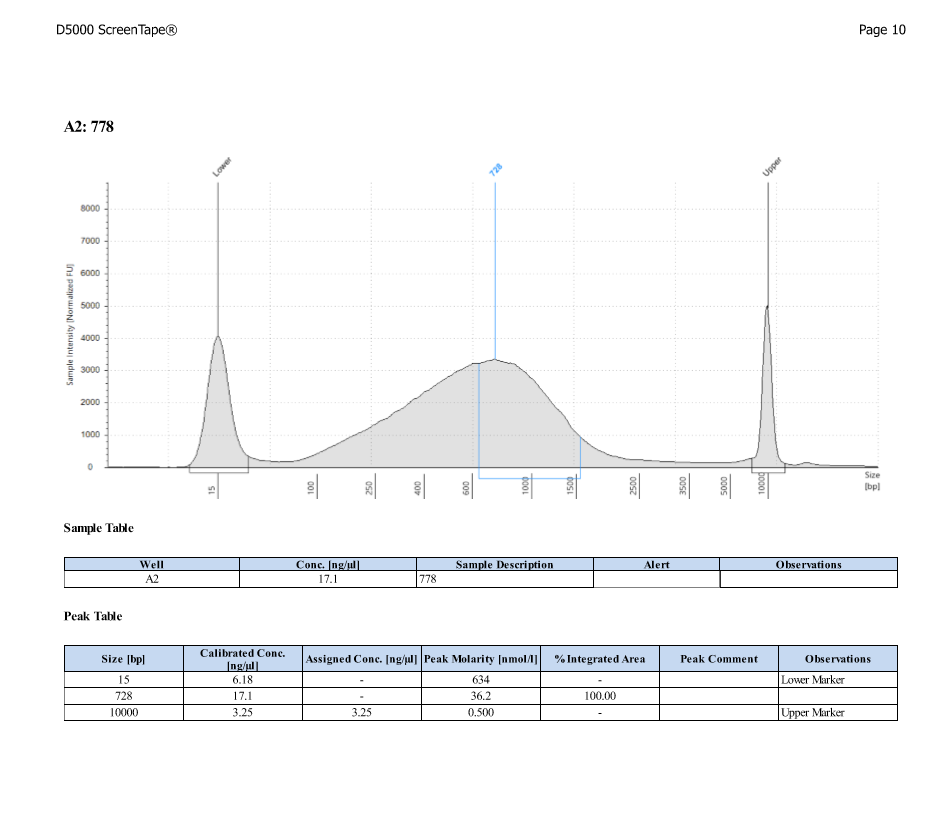 D5000 ScreenTape® Page 10
A2: 778
Lower 728 Upper
Sample Intensity [Normalized FU]
8000
7000
6000
5000
4000
3000
2000
1000
0
15 100 250 400 600 1000 1500 2500 3500 5000 10000 Size [bp]
Sample Table
Well Conc. [ng/µl] Sample Description Alert Observations
A2 17.1 778
Peak Table
Size [bp] Calibrated Conc. [ng/µl] Assigned Conc. [ng/µl] Peak Molarity [nmol/l] % Integrated Area Peak Comment Observations
15 6.18 - 634 - Lower Marker
728 17.1 - 36.2 100.00
10000 3.25 3.25 0.500 - Upper Marker